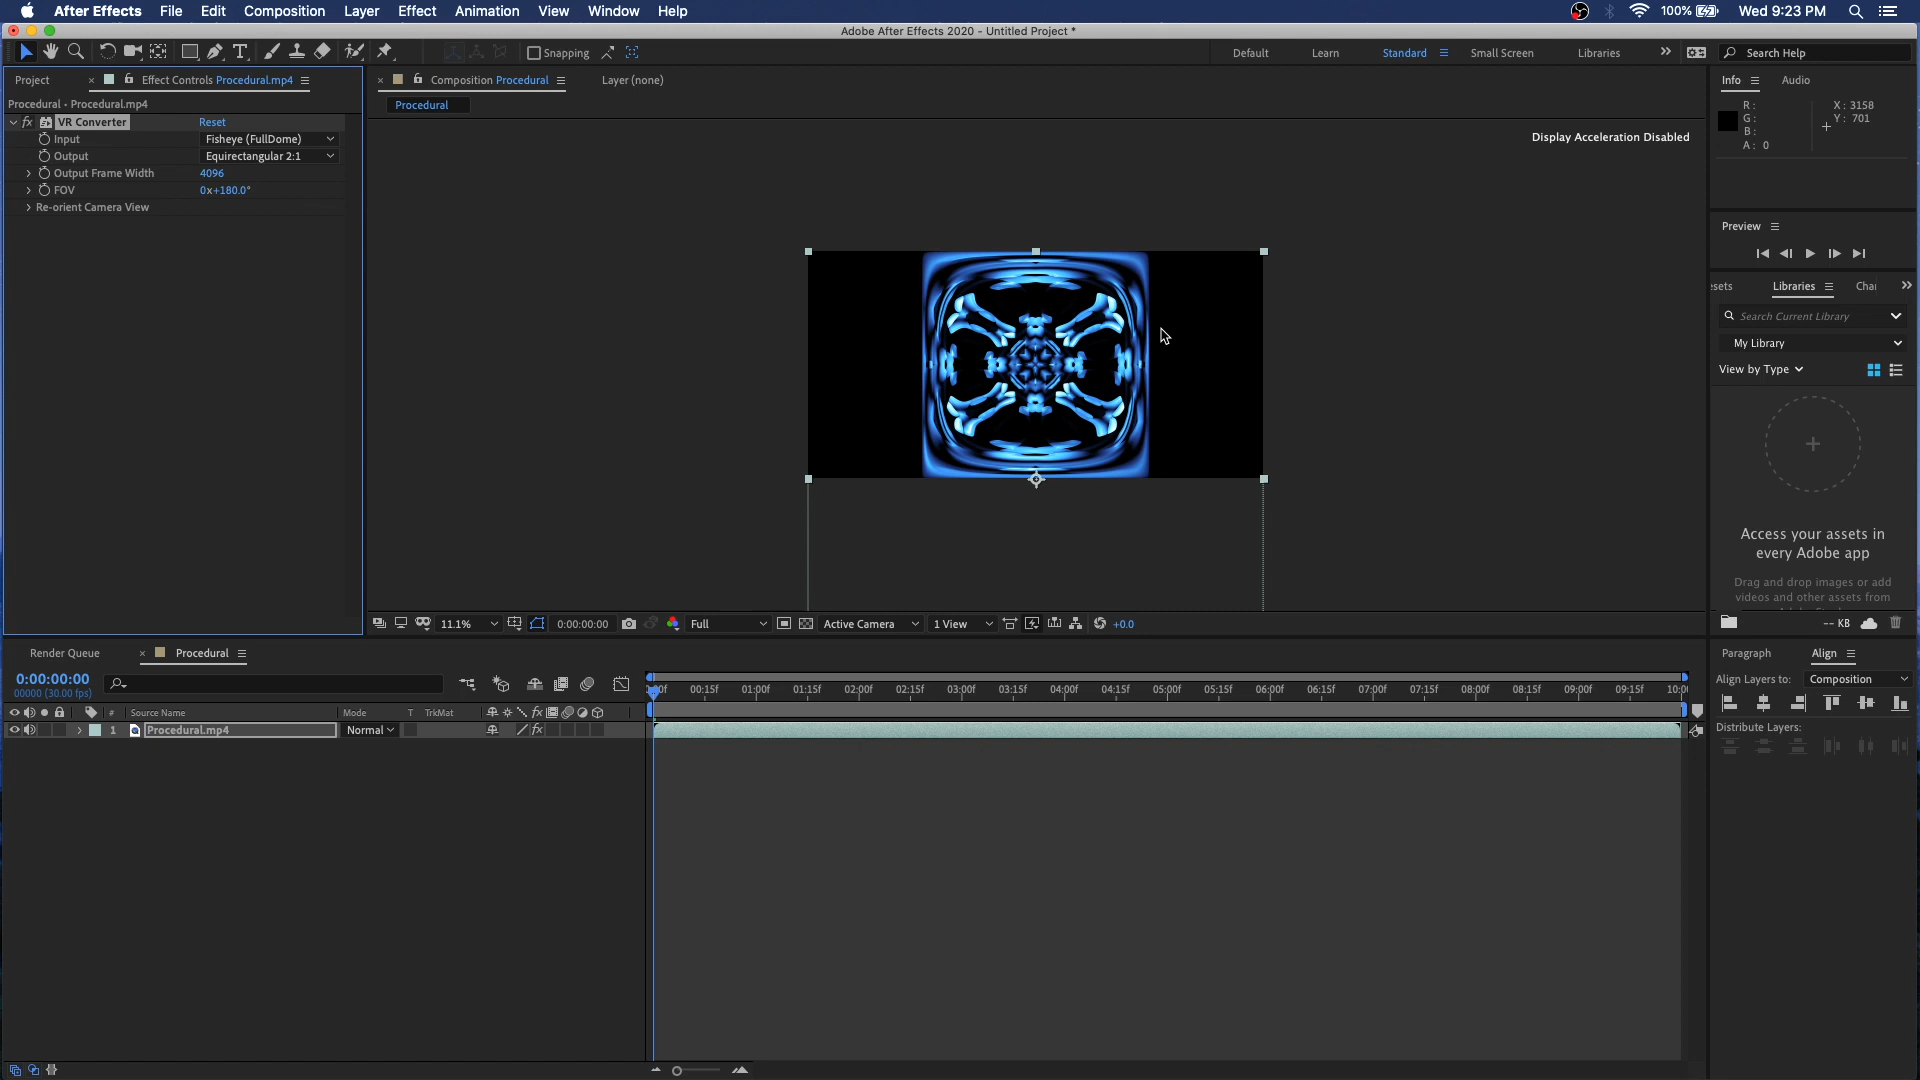 After Effects File Edit Composition Layer Effect Animation View Window Help 100% Wed 9:23 PM
Adobe After Effects 2020 - Untitled Project *
Snapping Default Learn Standard Small Screen Libraries Search Help
Project Effect Controls Procedural.mp4 Composition Procedural Layer (none) Info Audio
Procedural • Procedural.mp4
Procedural
R: X: 3158
G: Y: 701
B:
A: 0
fx VR Converter Reset
Input Fisheye (FullDome)
Output Equirectangular 2:1
Output Frame Width 4096
FOV 0x+180.0°
Re-orient Camera View
Display Acceleration Disabled
Preview
Libraries
Search Current Library
My Library
View by Type
Access your assets in
every Adobe app
Drag and drop images or add
videos and other assets from
-- KB
11.1% 0:00:00:00 Full Active Camera 1 View +0.0
Render Queue Procedural
Paragraph Align
Align Layers to: Composition
Distribute Layers:
0:00:00:00
00000 (30.00 fps)
00:15f 01:00f 01:15f 02:00f 02:15f 03:00f 03:15f 04:00f 04:15f 05:00f 05:15f 06:00f 06:15f 07:00f 07:15f 08:00f 08:15f 09:00f 09:15f
# Source Name Mode T TrkMat fx
1 Procedural.mp4 Normal fx